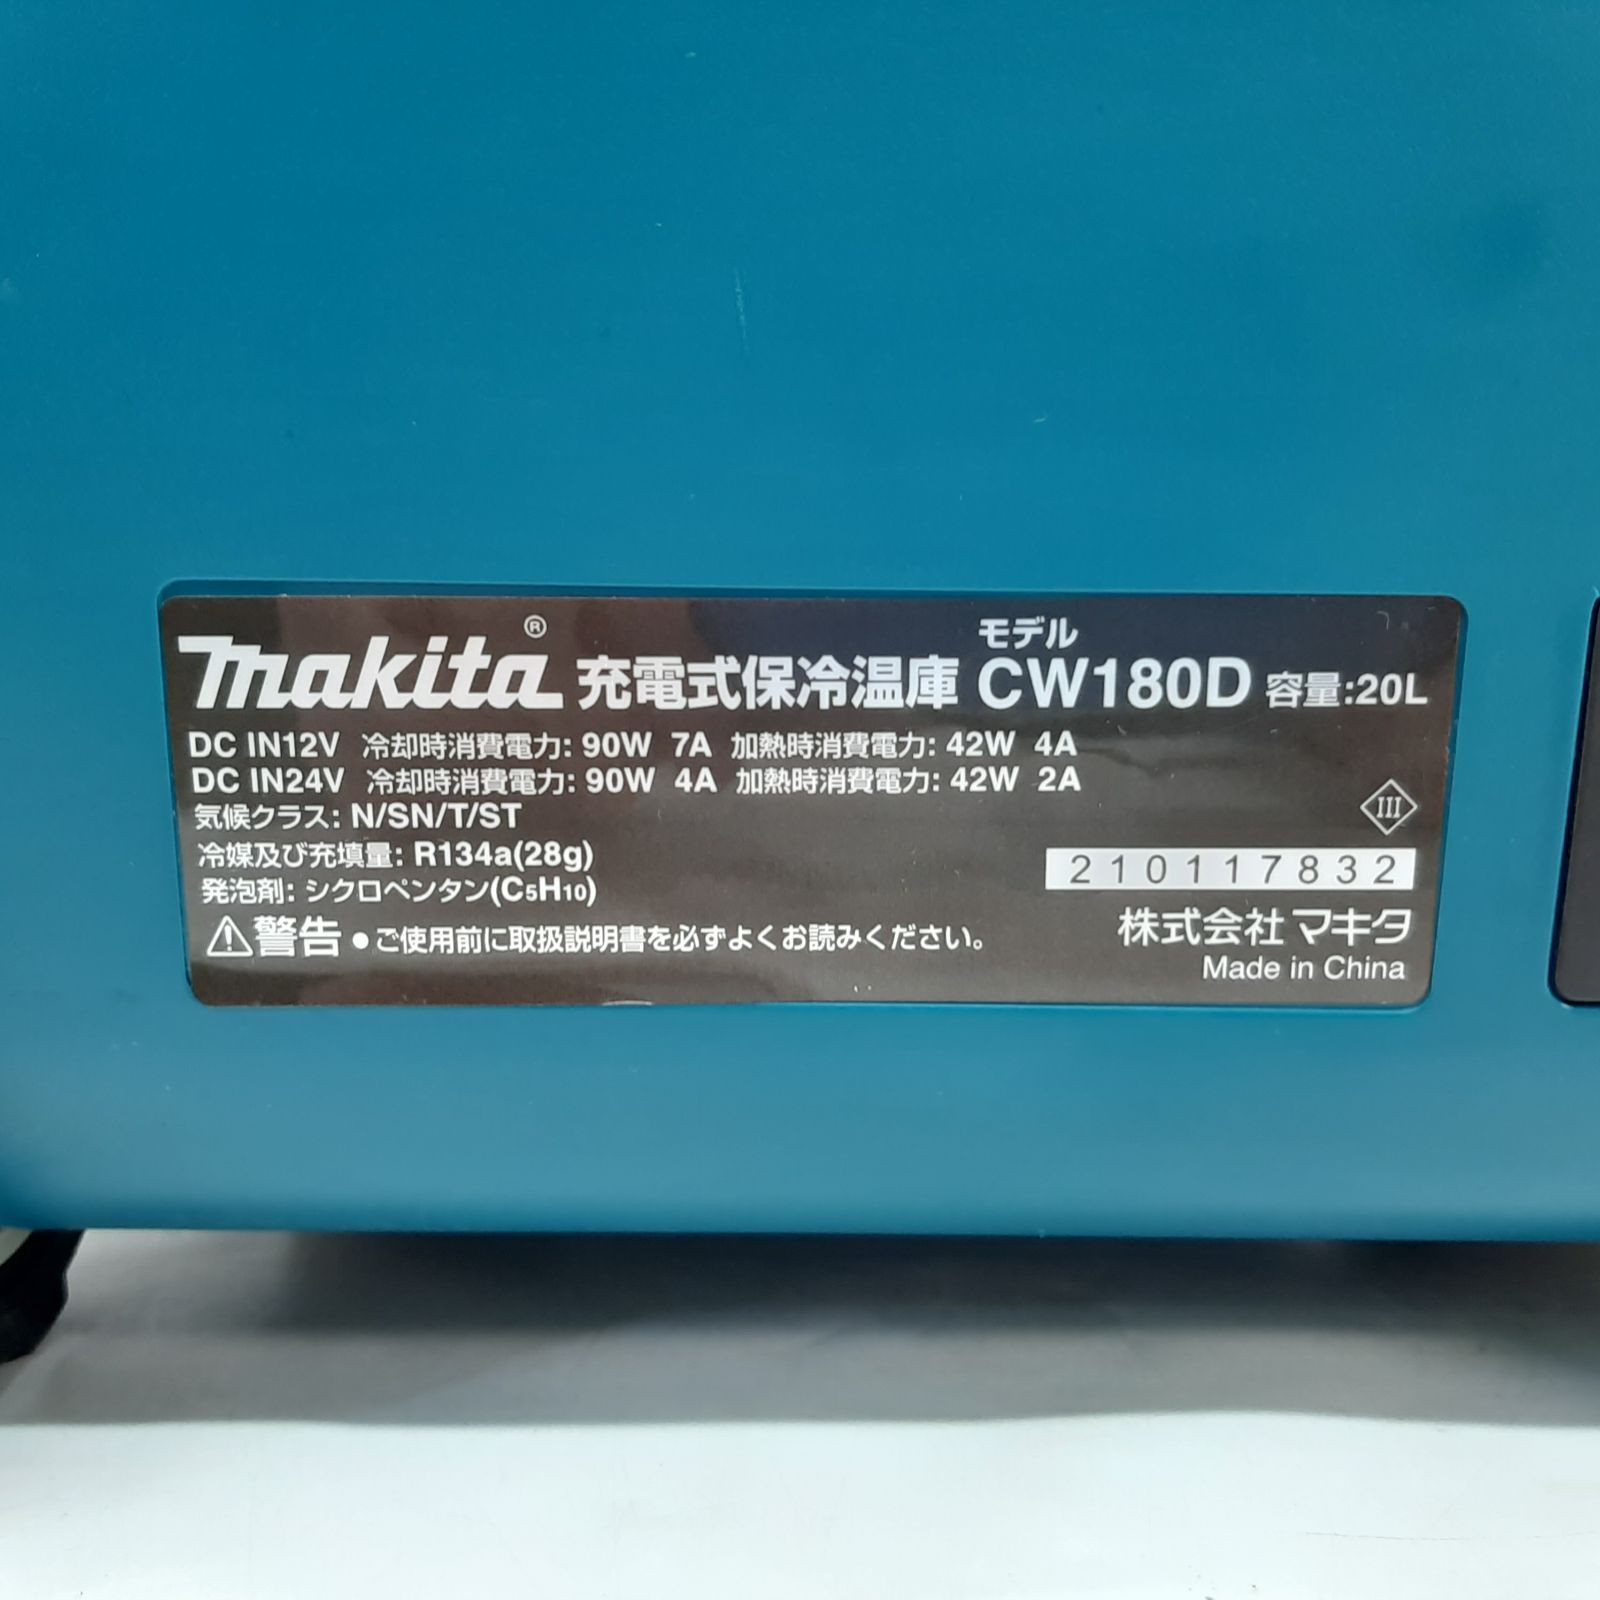 makita® 充電式保冷温庫 モデル CW180D 容量:20L
DC IN12V 冷却時消費電力: 90W 7A 加熱時消費電力: 42W 4A
DC IN24V 冷却時消費電力: 90W 4A 加熱時消費電力: 42W 2A
気候クラス: N/SN/T/ST
III
冷媒及び充填量: R134a(28g)
210117832
発泡剤: シクロペンタン(C₅H₁₀)
⚠警告 ●ご使用前に取扱説明書を必ずよくお読みください。
株式会社マキタ
Made in China